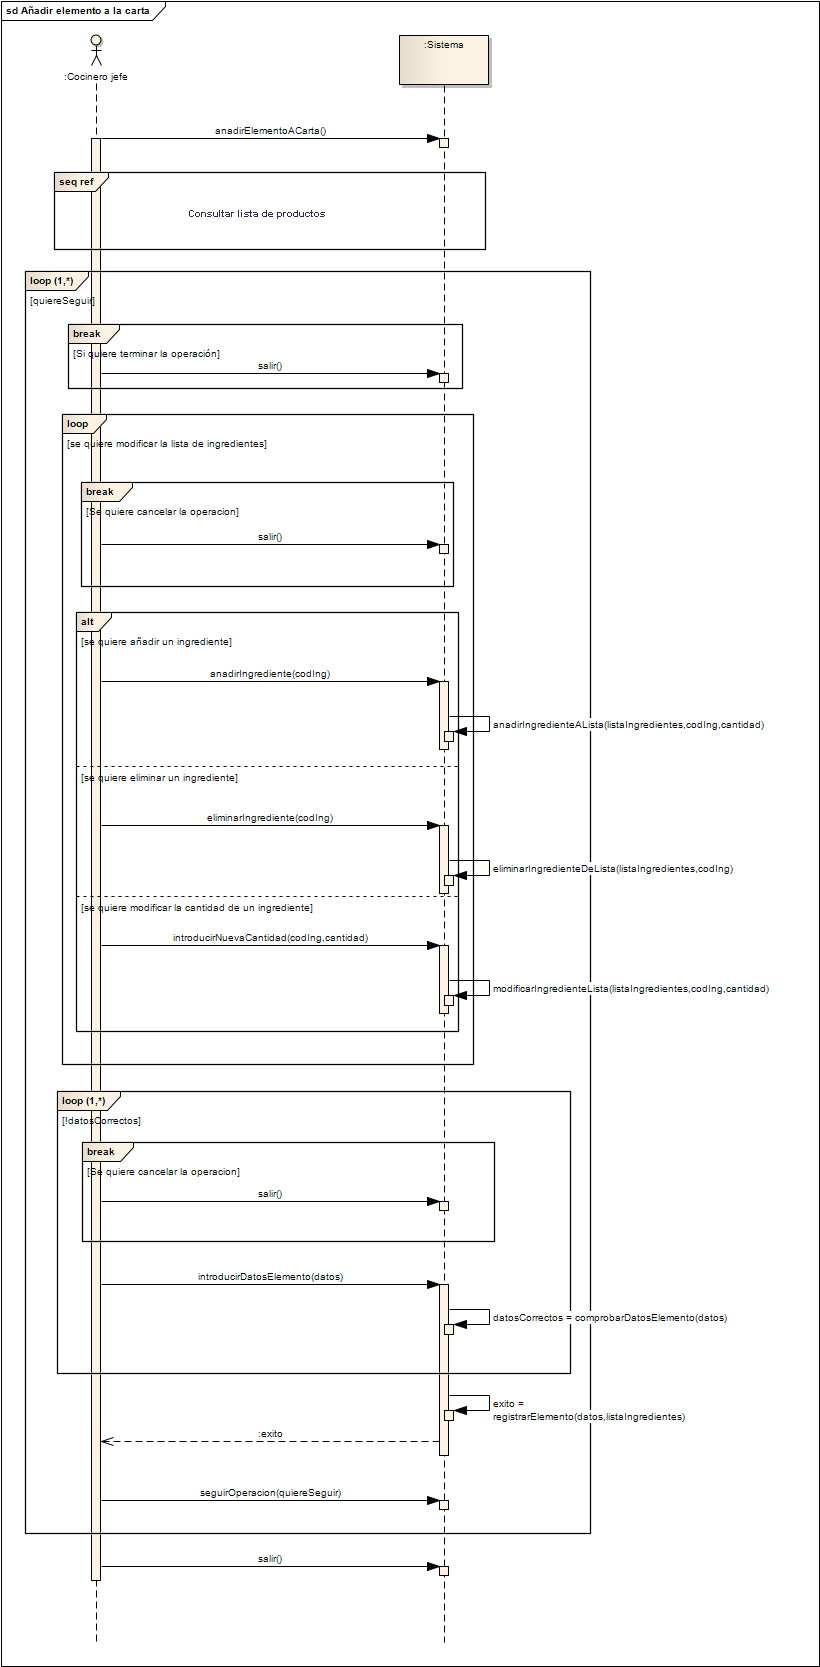 sd Añadir elemento a la carta
:Cocinero jefe
:Sistema
anadirElementoACarta()
seq ref
Consultar lista de productos
loop (1,*)
[quiereSeguir]
break
[Si quiere terminar la operación]
salir()
loop
[se quiere modificar la lista de ingredientes]
break
[Se quiere cancelar la operacion]
salir()
alt
[se quiere añadir un ingrediente]
anadirIngrediente(codIng)
anadirIngredienteALista(listaIngredientes,codIng,cantidad)
[se quiere eliminar un ingrediente]
eliminarIngrediente(codIng)
eliminarIngredienteDeLista(listaIngredientes,codIng)
[se quiere modificar la cantidad de un ingrediente]
introducirNuevaCantidad(codIng,cantidad)
modificarIngredienteLista(listaIngredientes,codIng,cantidad)
loop (1,*)
[!datosCorrectos]
break
[Se quiere cancelar la operacion]
salir()
introducirDatosElemento(datos)
datosCorrectos = comprobarDatosElemento(datos)
exito =
registrarElemento(datos,listaIngredientes)
:exito
seguirOperacion(quiereSeguir)
salir()